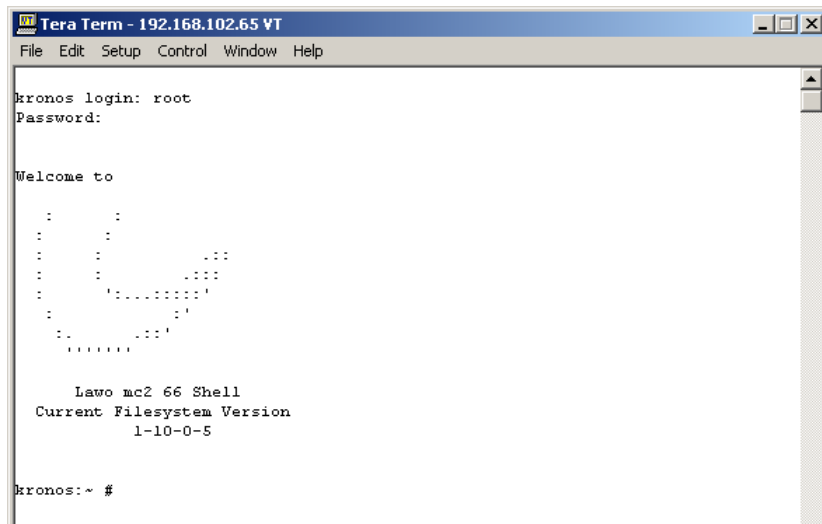 Tera Term - 192.168.102.65 VT
File Edit Setup Control Window Help
kronos login: root
Password:
Welcome to
   :       :
  :       :
  :      :           .::
  :      :         .:::
  :       ':...:::::'
   :             :'
    :.       .::'
     '''''''
Lawo mc2 66 Shell
Current Filesystem Version
1-10-0-5
kronos:~ #